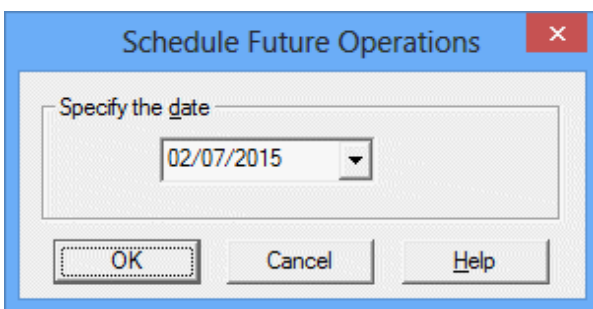 Schedule Future Operations
Specify the date
02/07/2015
OK Cancel Help